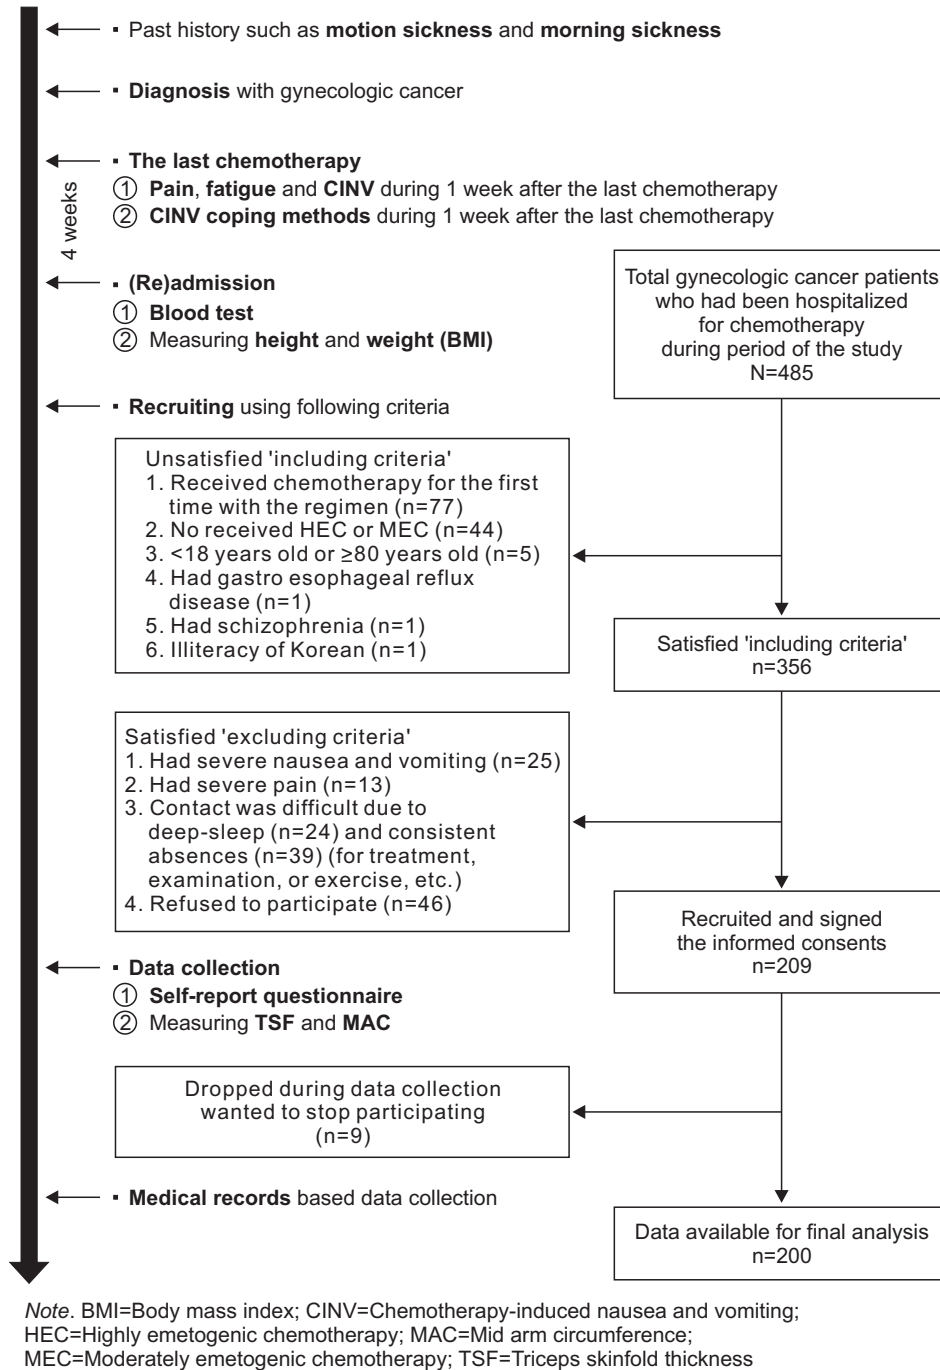 ▪ Past history such as motion sickness and morning sickness
▪ Diagnosis with gynecologic cancer
▪ The last chemotherapy
① Pain, fatigue and CINV during 1 week after the last chemotherapy
② CINV coping methods during 1 week after the last chemotherapy
4 weeks
▪ (Re)admission
① Blood test
② Measuring height and weight (BMI)
Total gynecologic cancer patients
who had been hospitalized
for chemotherapy
during period of the study
N=485
▪ Recruiting using following criteria
Unsatisfied 'including criteria'
1. Received chemotherapy for the first
time with the regimen (n=77)
2. No received HEC or MEC (n=44)
3. <18 years old or ≥80 years old (n=5)
4. Had gastro esophageal reflux
disease (n=1)
5. Had schizophrenia (n=1)
6. Illiteracy of Korean (n=1)
Satisfied 'including criteria'
n=356
Satisfied 'excluding criteria'
1. Had severe nausea and vomiting (n=25)
2. Had severe pain (n=13)
3. Contact was difficult due to
deep-sleep (n=24) and consistent
absences (n=39) (for treatment,
examination, or exercise, etc.)
4. Refused to participate (n=46)
Recruited and signed
the informed consents
n=209
▪ Data collection
① Self-report questionnaire
② Measuring TSF and MAC
Dropped during data collection
wanted to stop participating
(n=9)
▪ Medical records based data collection
Data available for final analysis
n=200
Note. BMI=Body mass index; CINV=Chemotherapy-induced nausea and vomiting;
HEC=Highly emetogenic chemotherapy; MAC=Mid arm circumference;
MEC=Moderately emetogenic chemotherapy; TSF=Triceps skinfold thickness